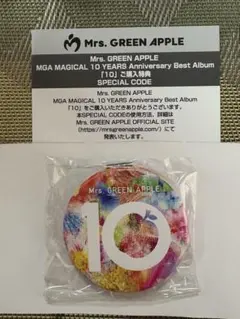 Mrs. GREEN APPLE
Mrs. GREEN APPLE
MGA MAGICAL 10 YEARS Anniversary Best Album
「10」ご購入特典
SPECIAL CODE
Mrs. GREEN APPLE
MGA MAGICAL 10 YEARS Anniversary Best Album
「10」をご購入いただきありがとうございます。
本SPECIAL CODEの使用方法、詳細は
Mrs. GREEN APPLE OFFICIAL SITE
(https://mrsgreenapple.com/)にて
発表いたします。
Mrs. GREEN APPLE
10